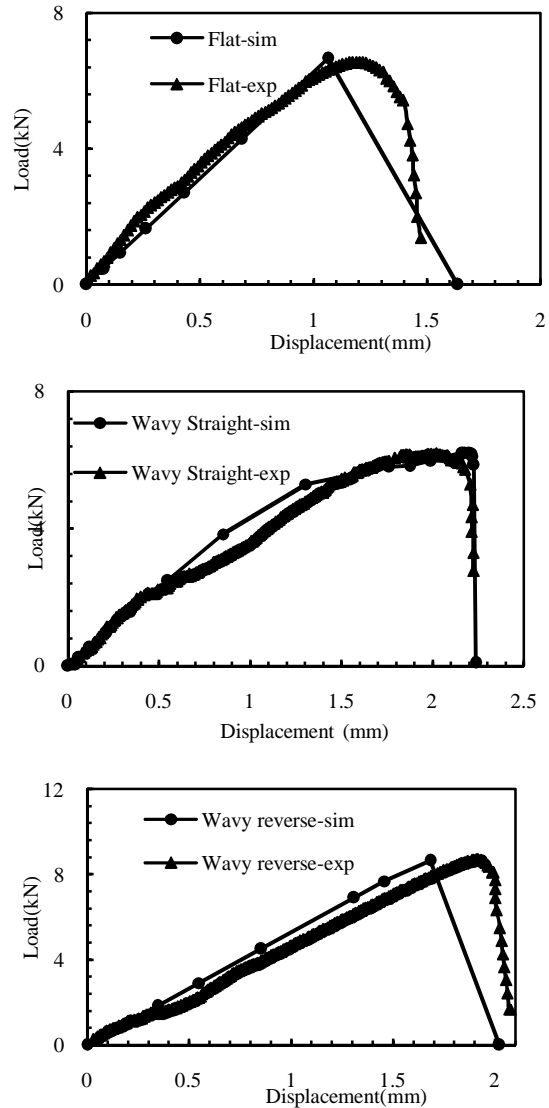 8
Flat-sim
Flat-exp
4
Load(kN)
0
0 0.5 1 1.5 2
Displacement(mm)
8
Wavy Straight-sim
Wavy Straight-exp
4
Load(kN)
0
0 0.5 1 1.5 2 2.5
Displacement (mm)
12
Wavy reverse-sim
Wavy reverse-exp
8
Load(kN)
4
0
0 0.5 1 1.5 2
Displacement(mm)